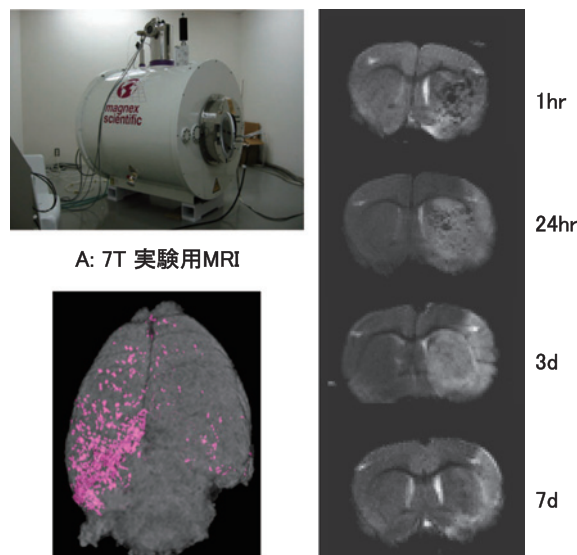 magnex
scientific
A: 7T 実験用MRI
1hr
24hr
3d
7d